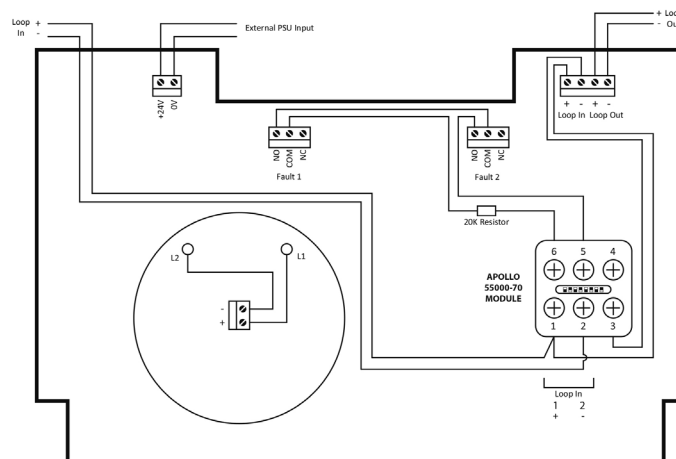 Loop +
In -
External PSU Input
+ Loo
- Ou
+24V
0V
+ - + -
Loop In Loop Out
NO
COM
NC
Fault 1
NO
COM
NC
Fault 2
20K Resistor
L2
L1
-
+
6 5 4
APOLLO
55000-70
MODULE
1 2 3
Loop In
1 2
+ -